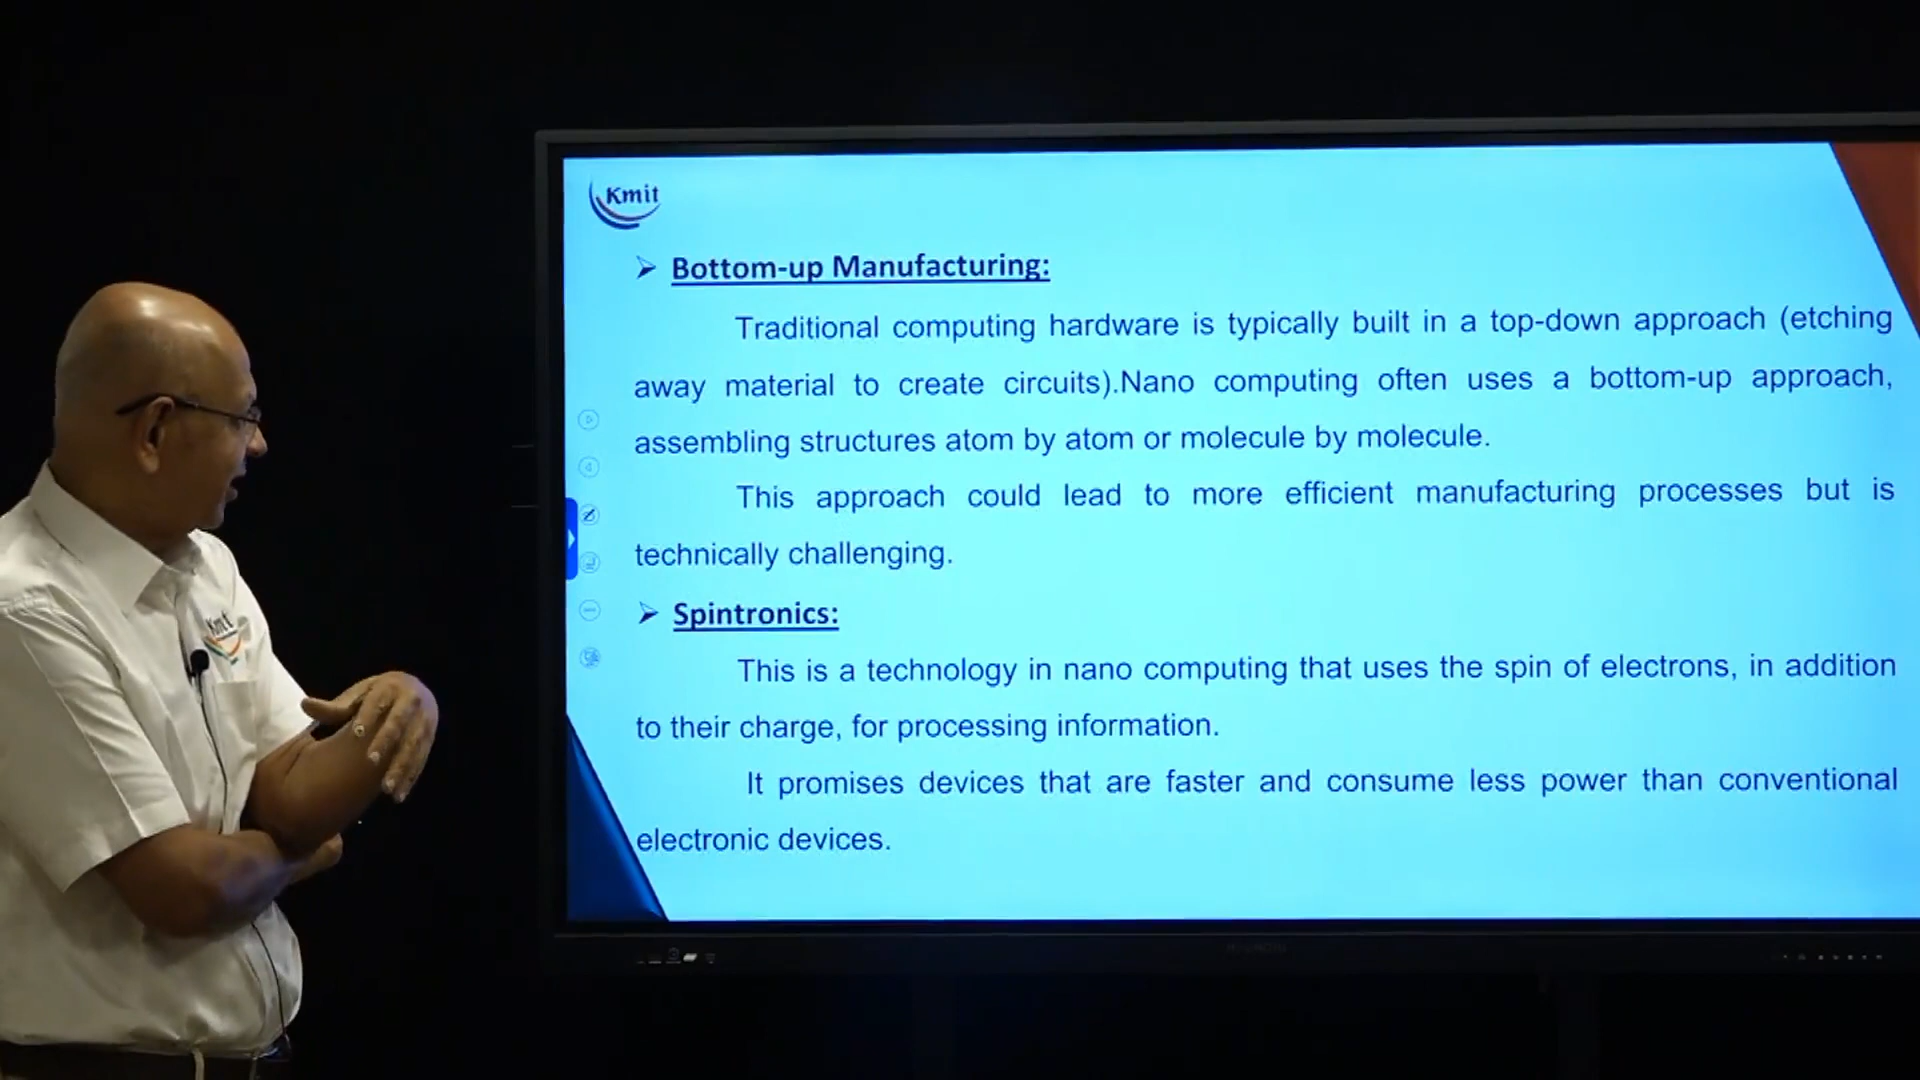 Kmit
Bottom-up Manufacturing:
Traditional computing hardware is typically built in a top-down approach (etching
away material to create circuits).Nano computing often uses a bottom-up approach,
assembling structures atom by atom or molecule by molecule.
This approach could lead to more efficient manufacturing processes but is
technically challenging.
Spintronics:
This is a technology in nano computing that uses the spin of electrons, in addition
to their charge, for processing information.
It promises devices that are faster and consume less power than conventional
electronic devices.
Kmit